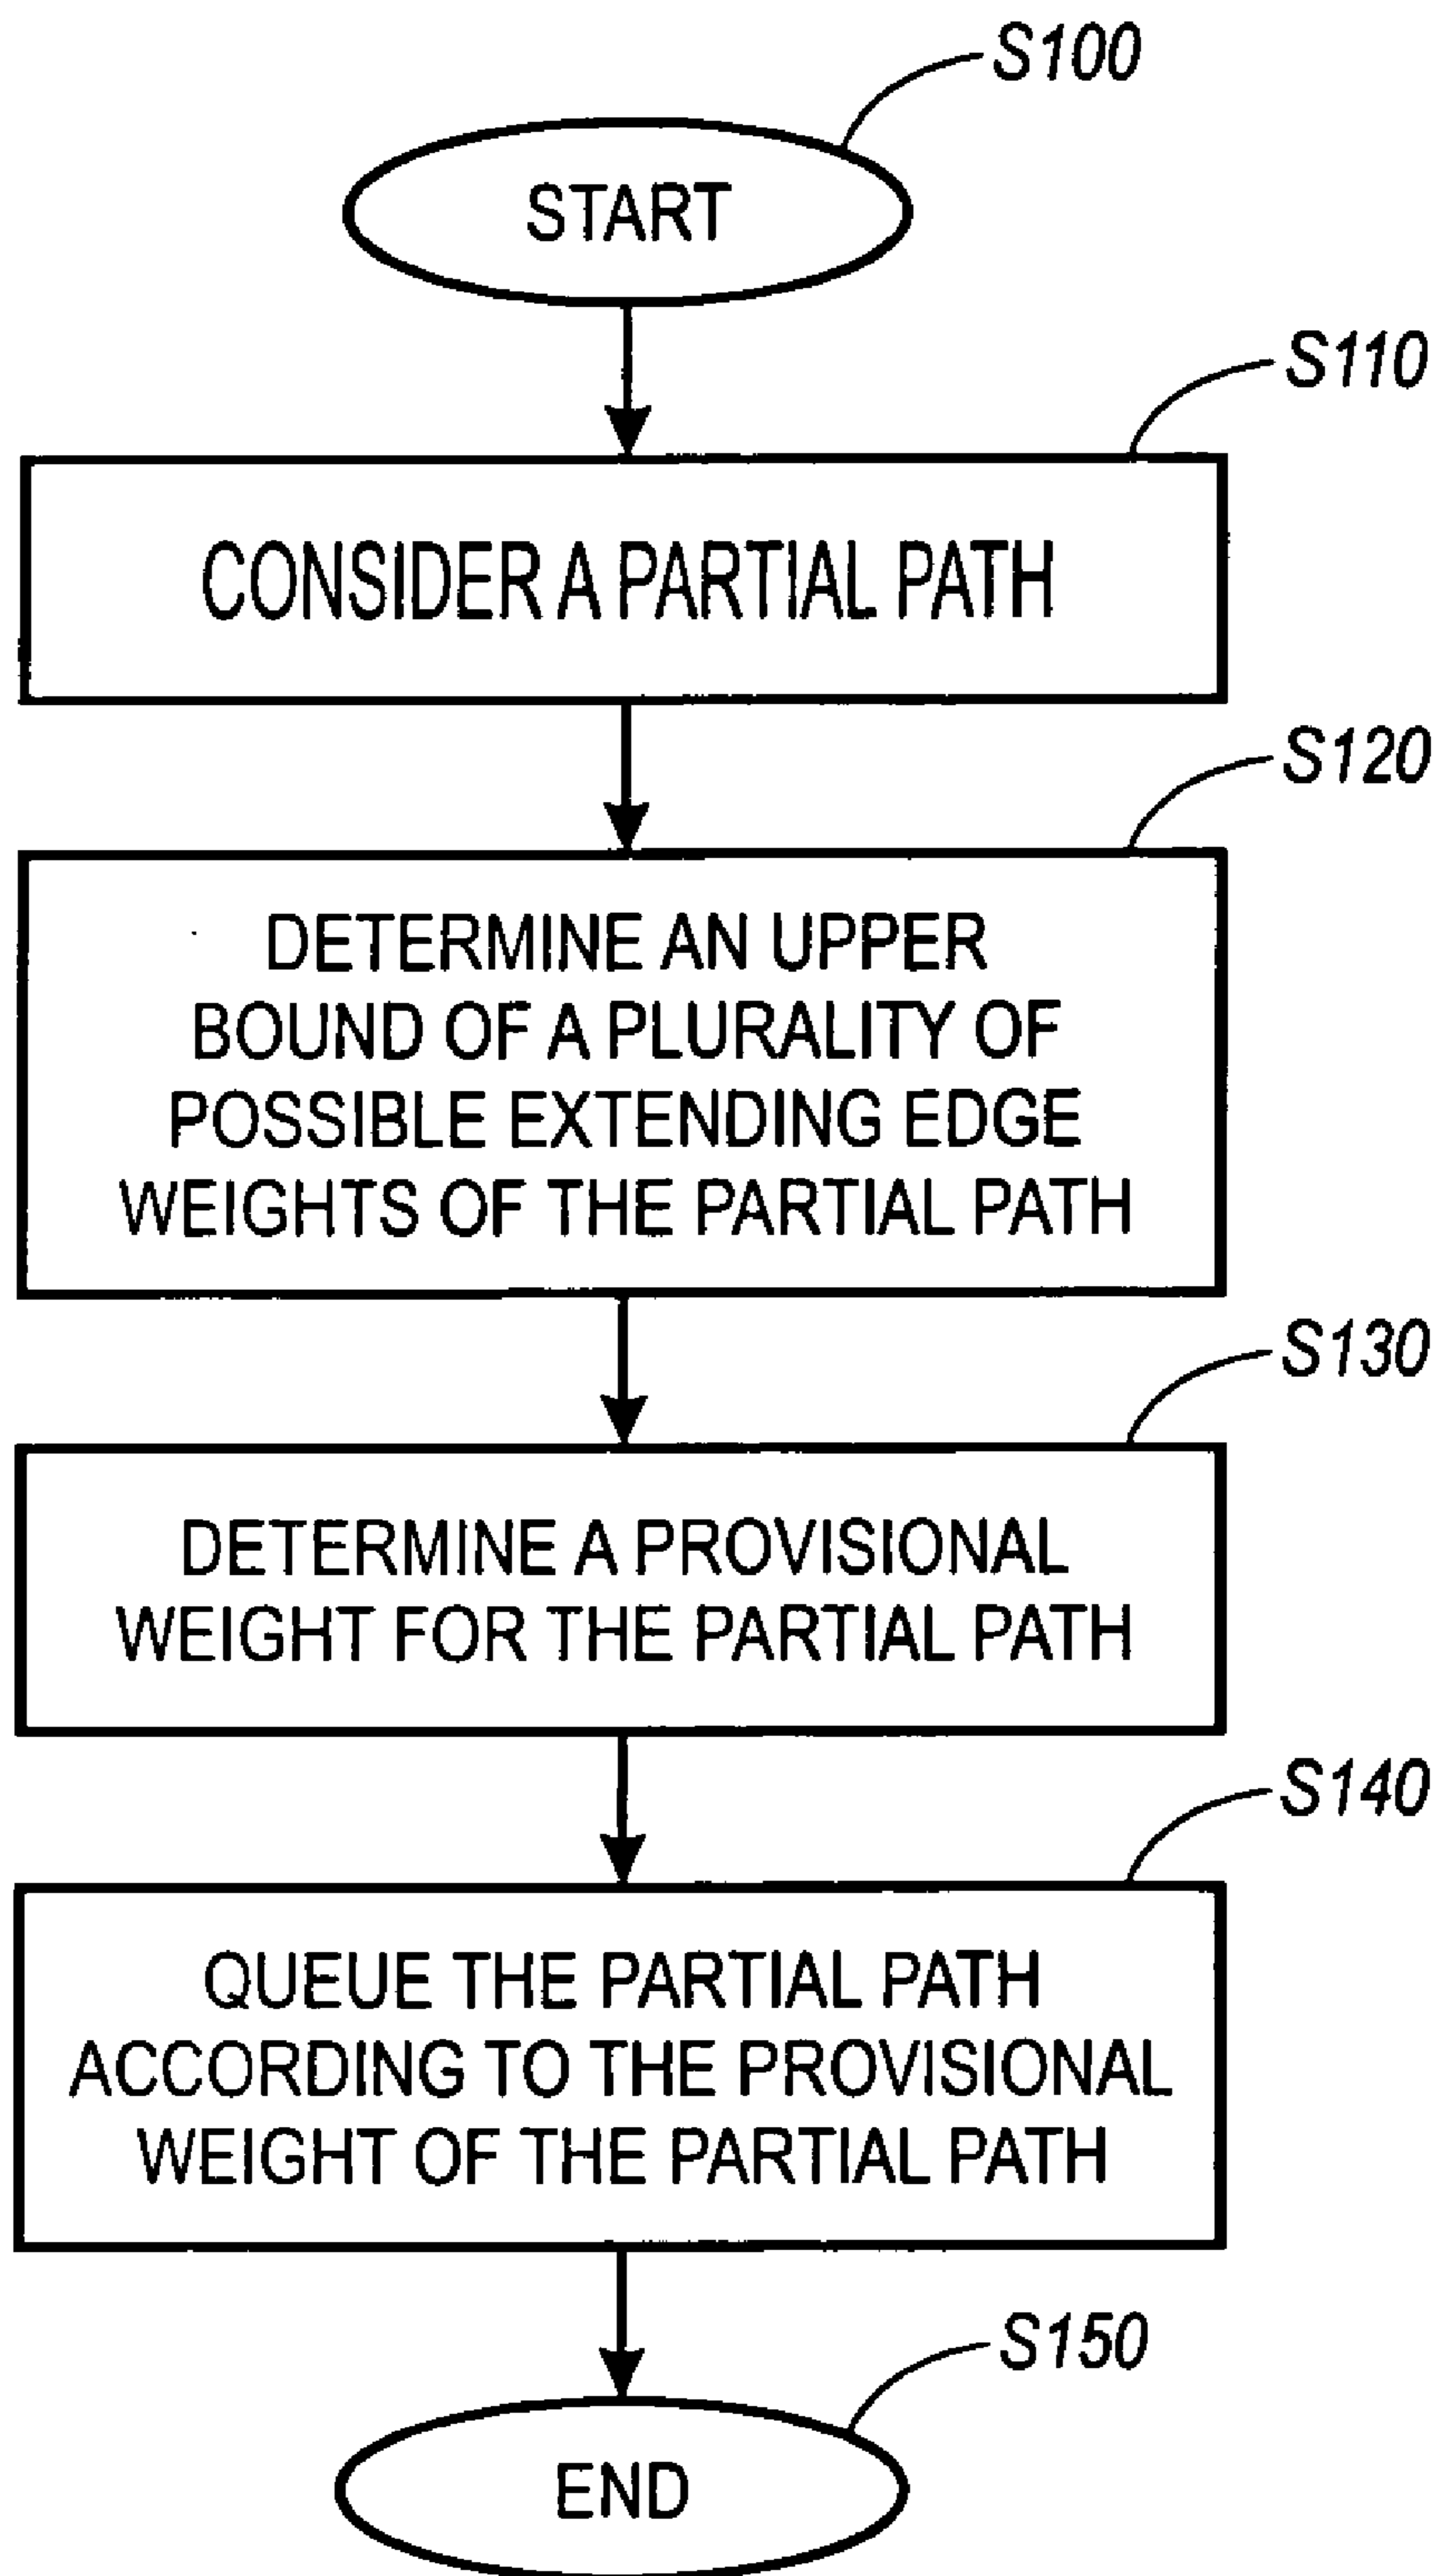 S100
START
S110
CONSIDER A PARTIAL PATH
S120
DETERMINE AN UPPER
BOUND OF A PLURALITY OF
POSSIBLE EXTENDING EDGE
WEIGHTS OF THE PARTIAL PATH
S130
DETERMINE A PROVISIONAL
WEIGHT FOR THE PARTIAL PATH
S140
QUEUE THE PARTIAL PATH
ACCORDING TO THE PROVISIONAL
WEIGHT OF THE PARTIAL PATH
S150
END